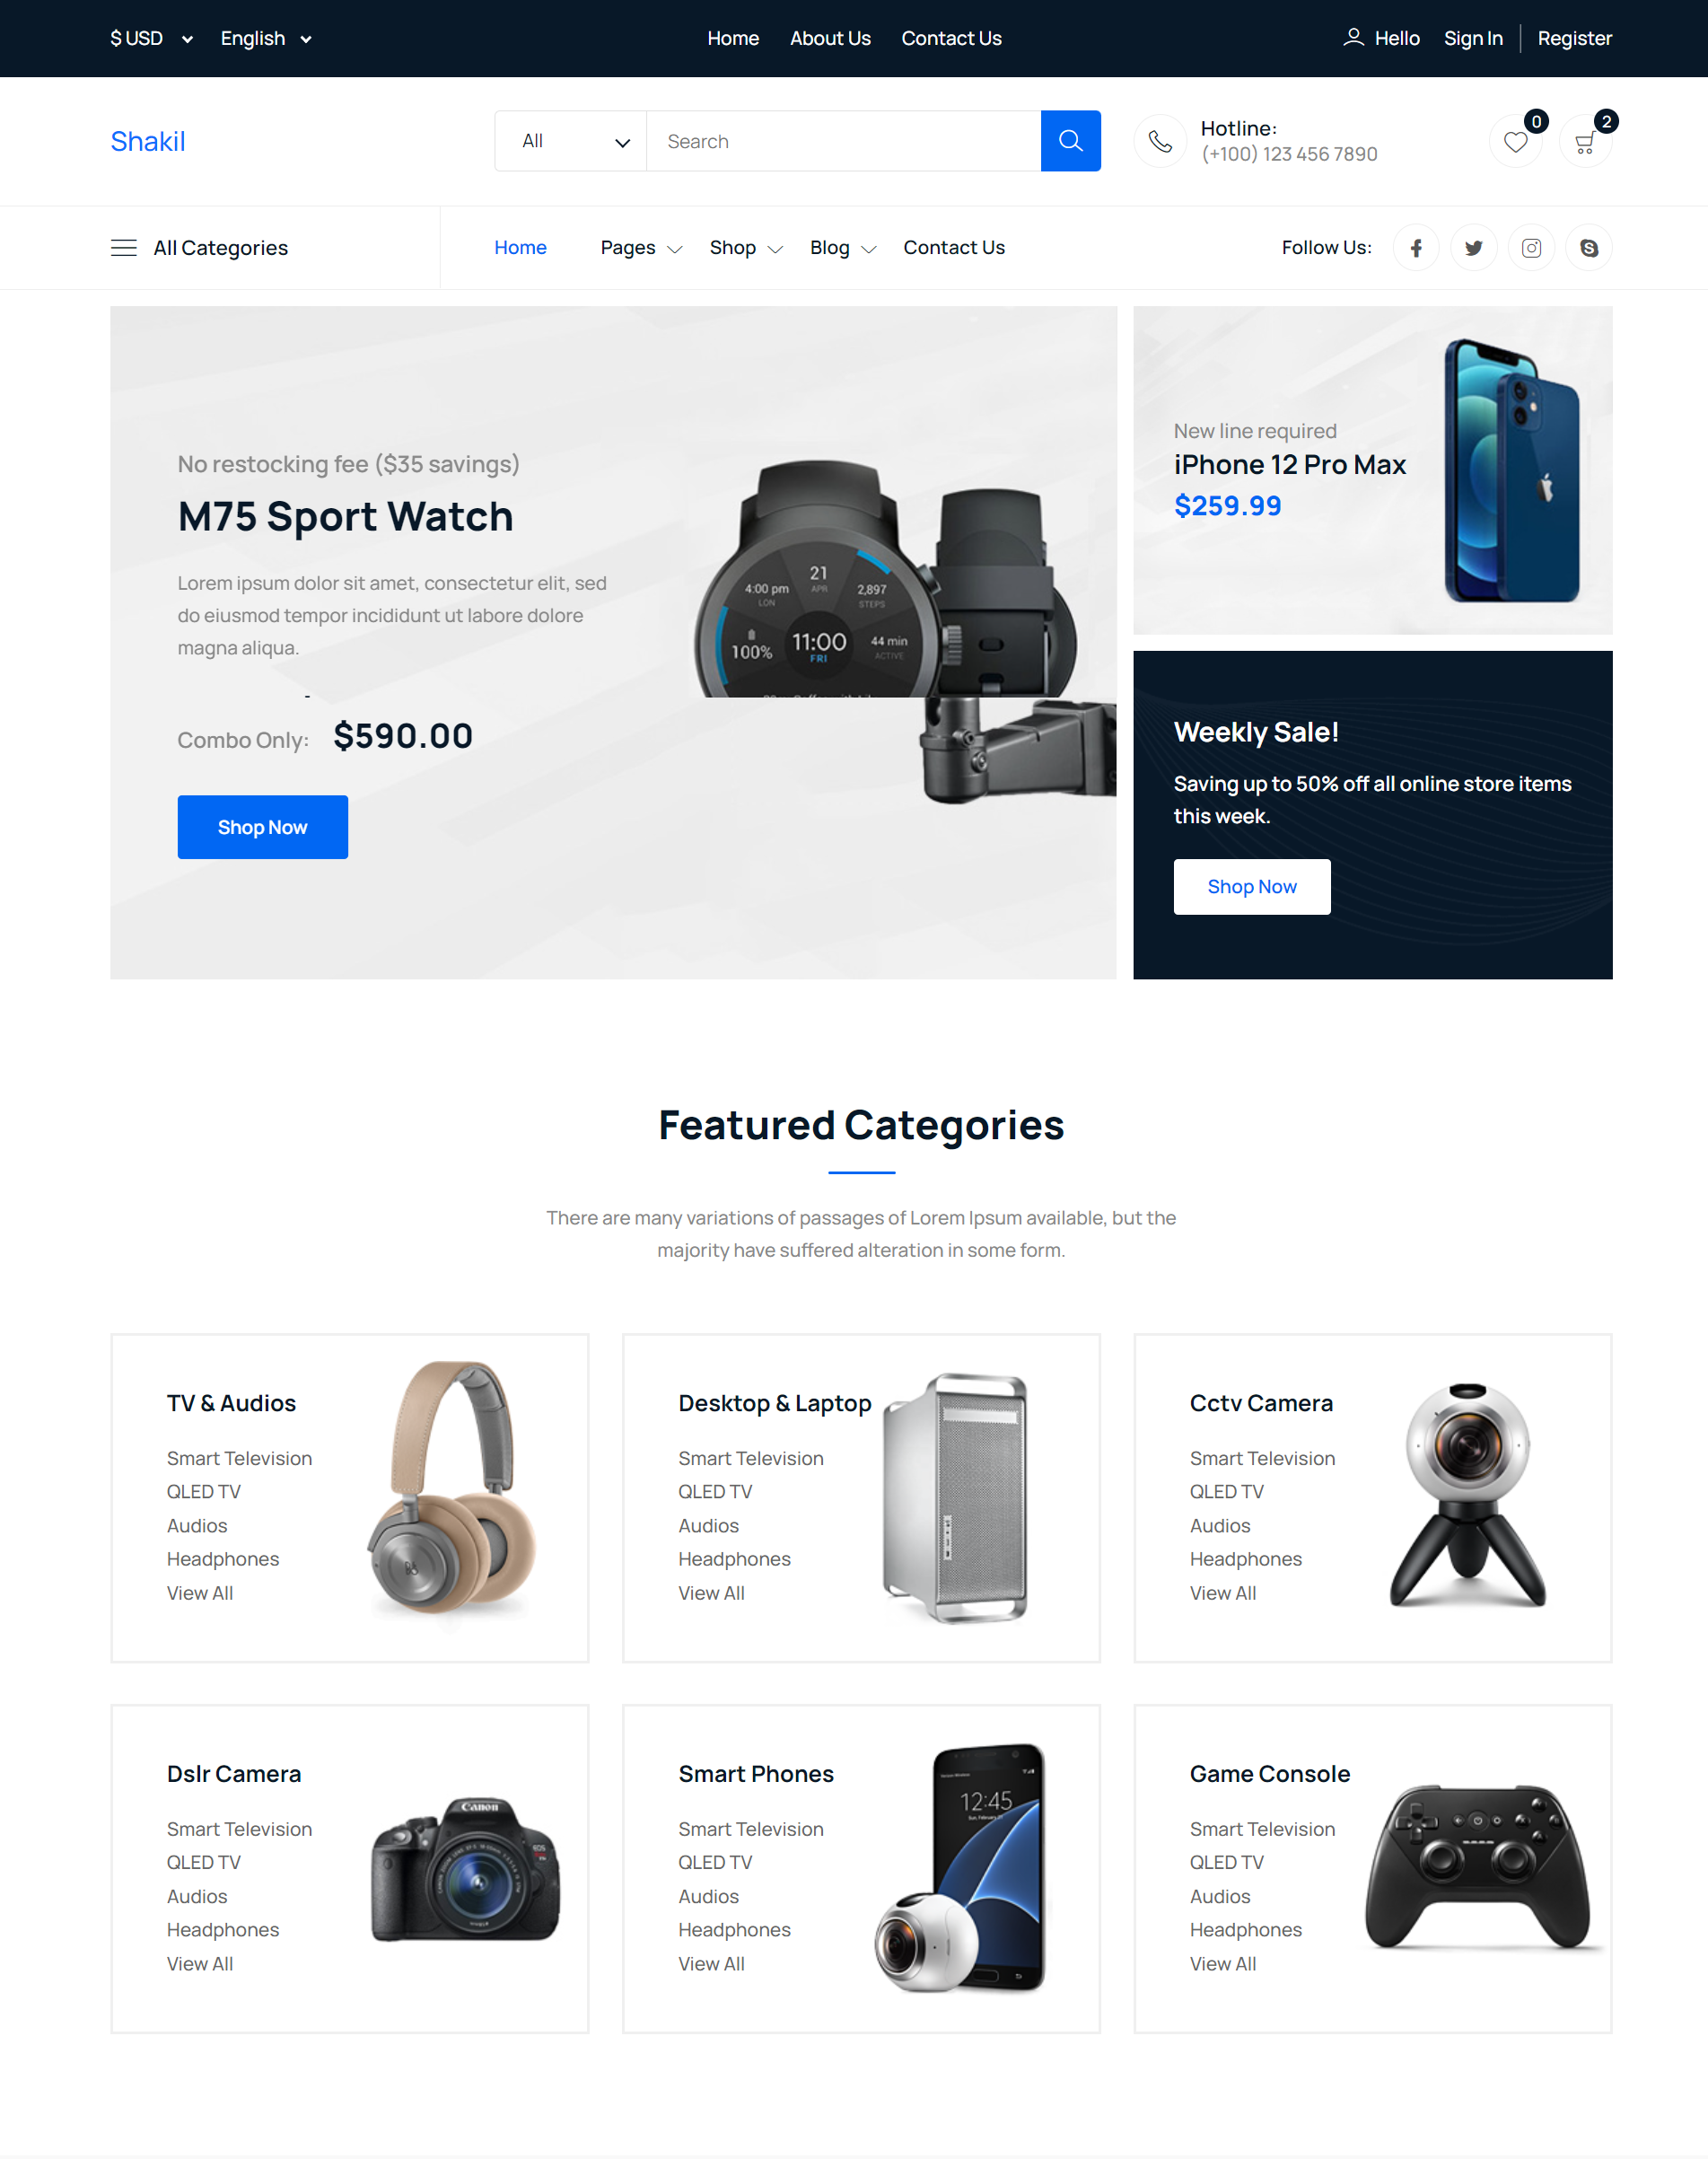 $ USD English Home About Us Contact Us Hello Sign In Register
Shakil All Search Hotline: 0 2
(+100) 123 456 7890
All Categories Home Pages Shop Blog Contact Us Follow Us:
No restocking fee ($35 savings)
M75 Sport Watch
Lorem ipsum dolor sit amet, consectetur elit, sed
do eiusmod tempor incididunt ut labore dolore
magna aliqua.
-
Combo Only: $590.00
Shop Now
21
4:00 pm APR 2,897
LON STEPS
100% 11:00 44 min
FRI ACTIVE
New line required
iPhone 12 Pro Max
$259.99
Weekly Sale!
Saving up to 50% off all online store items
this week.
Shop Now
Featured Categories
There are many variations of passages of Lorem Ipsum available, but the
majority have suffered alteration in some form.
TV & Audios
Smart Television
QLED TV
Audios
Headphones
View All
Desktop & Laptop
Smart Television
QLED TV
Audios
Headphones
View All
Cctv Camera
Smart Television
QLED TV
Audios
Headphones
View All
Dslr Camera
Smart Television
QLED TV
Audios
Headphones
View All
Canon
Smart Phones
Smart Television
QLED TV
Audios
Headphones
View All
12:45
Game Console
Smart Television
QLED TV
Audios
Headphones
View All